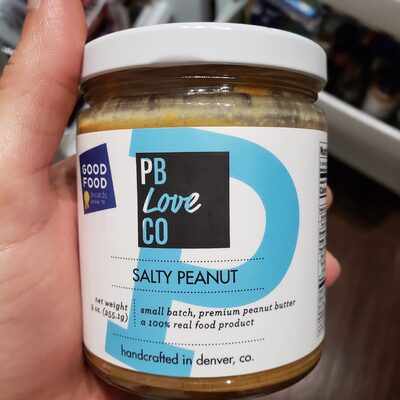 GOOD
FOOD
Awards
PB
Love
CO
SALTY PEANUT
net weight
9 oz. (255.1g)
small batch, premium peanut butter
a 100% real food product
handcrafted in denver, co.